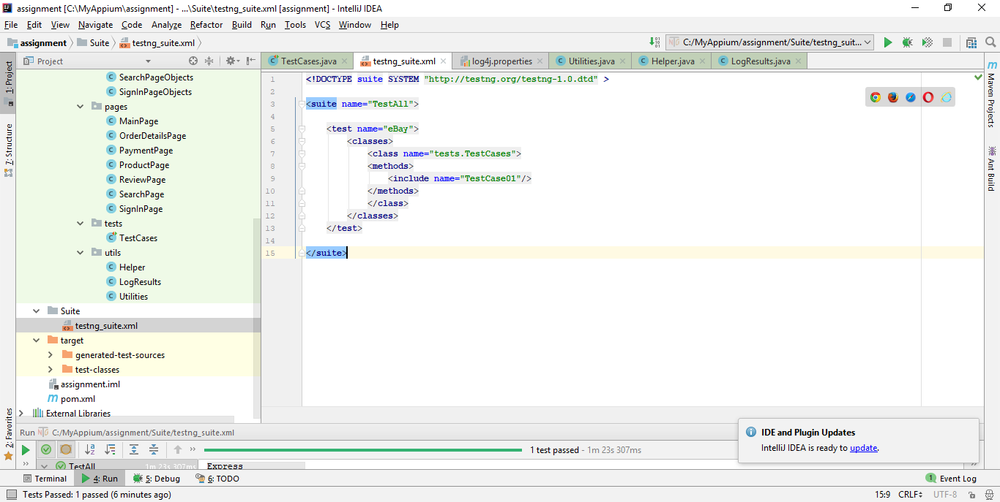 assignment [C:\MyAppium\assignment] - ...\Suite\testng_suite.xml [assignment] - IntelliJ IDEA
File Edit View Navigate Code Analyze Refactor Build Run Tools VCS Window Help
assignment Suite testng_suite.xml C:/MyAppium/assignment/Suite/testng_suit...
Project
TestCases.java testng_suite.xml log4j.properties Utilities.java Helper.java LogResults.java
1: Project
7: Structure
2: Favorites
SearchPageObjects
SignInPageObjects
pages
MainPage
OrderDetailsPage
PaymentPage
ProductPage
ReviewPage
SearchPage
SignInPage
tests
TestCases
utils
Helper
LogResults
Utilities
Suite
testng_suite.xml
target
generated-test-sources
test-classes
assignment.iml
pom.xml
External Libraries
1 <!DOCTYPE suite SYSTEM "http://testng.org/testng-1.0.dtd" >
2
3 <suite name="TestAll">
4
5 <test name="eBay">
6 <classes>
7 <class name="tests.TestCases">
8 <methods>
9 <include name="TestCase01"/>
10 </methods>
11 </class>
12 </classes>
13 </test>
14
15 </suite>
Maven Projects
Ant Build
Run C:/MyAppium/assignment/Suite/testng_suite.xml
1 test passed - 1m 23s 307ms
TestAll 1m 23s 307ms Express
IDE and Plugin Updates
IntelliJ IDEA is ready to update.
Terminal 4: Run 5: Debug 6: TODO 1 Event Log
Tests Passed: 1 passed (6 minutes ago) 15:9 CRLF UTF-8